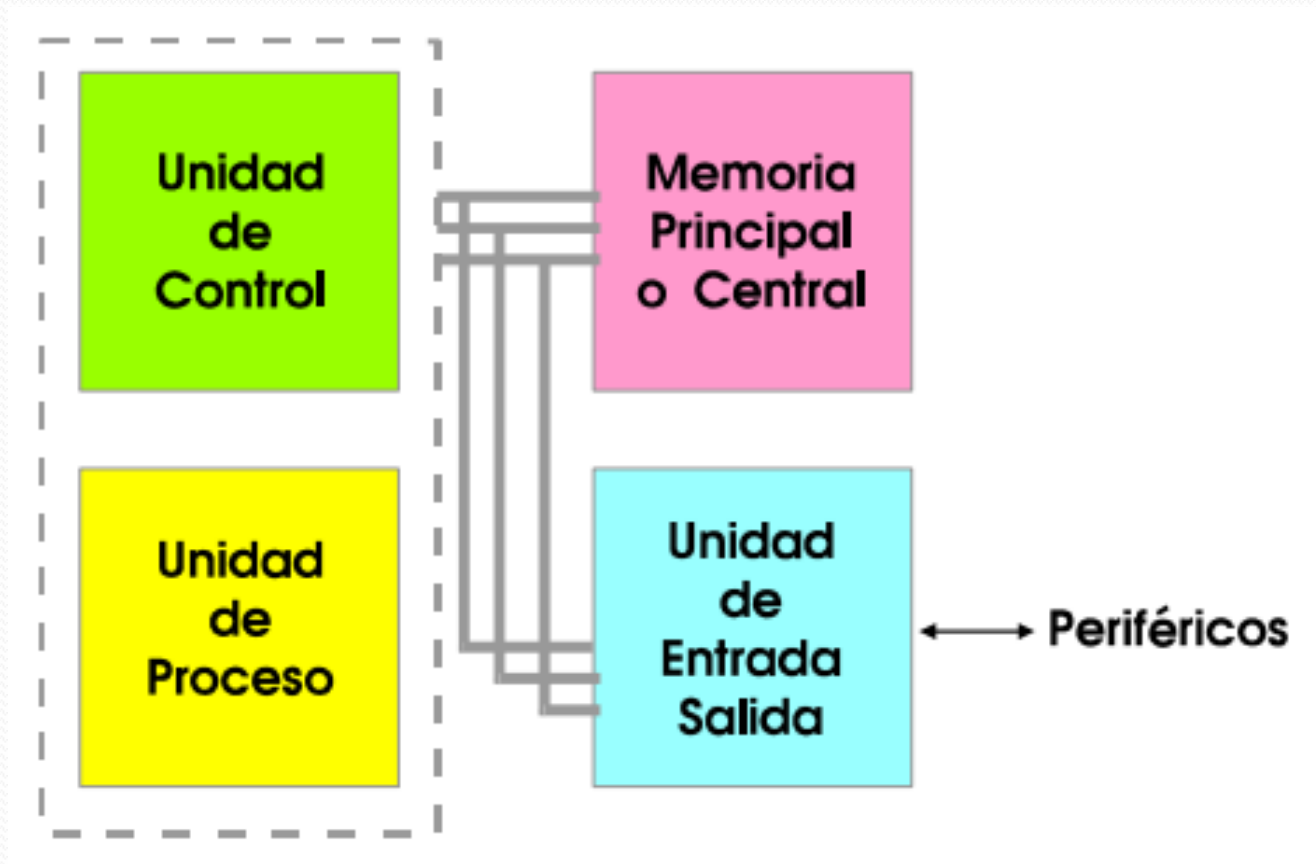 Unidad
de
Control
Memoria
Principal
o Central
Unidad
de
Proceso
Unidad
de
Entrada
Salida
Periféricos